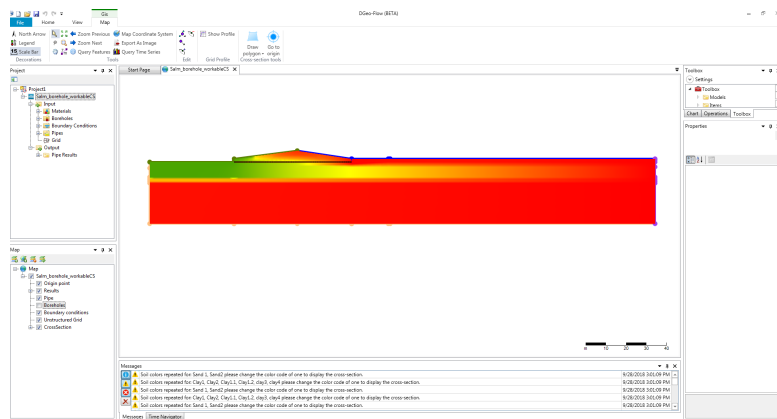 DGeo-Flow (BETA)
Gis
File Home View Map
North Arrow
Legend
Scale Bar
Decorations
Zoom Previous
Zoom Next
Query Features
Map Coordinate System
Export As Image
Query Time Series
Tools
Edit
Show Profile
Grid Profile
Draw polygon
Go to origin
Cross section tools
Project
Project1
Salm_borehole_workableCS
Input
Materials
Boreholes
Boundary Conditions
Pipes
Grid
Output
Pipe Results
Start Page Salm_borehole_workableCS X
Toolbox
Settings
Toolbox
Models
Items
Chart Operations Toolbox
Properties
Map
Map
Salm_borehole_workableCS
Origin point
Results
Pipe
Boreholes
Boundary conditions
Unstructured Grid
CrossSection
10 20 30 40
Messages
Soil colors repeated for: Sand 1, Sand2 please change the color code of one to display the cross-section. 9/28/2018 3:01:09 PM
Soil colors repeated for: Clay1, Clay2, Clay1.1, Clay1.2, clay3, clay4 please change the color code of one to display the cross-section. 9/28/2018 3:01:09 PM
Soil colors repeated for: Sand 1, Sand2 please change the color code of one to display the cross-section. 9/28/2018 3:01:09 PM
Soil colors repeated for: Clay1, Clay2, Clay1.1, Clay1.2, clay3, clay4 please change the color code of one to display the cross-section. 9/28/2018 3:01:09 PM
Soil colors repeated for: Sand 1, Sand2 please change the color code of one to display the cross-section. 9/28/2018 3:01:09 PM
Messages Time Navigator